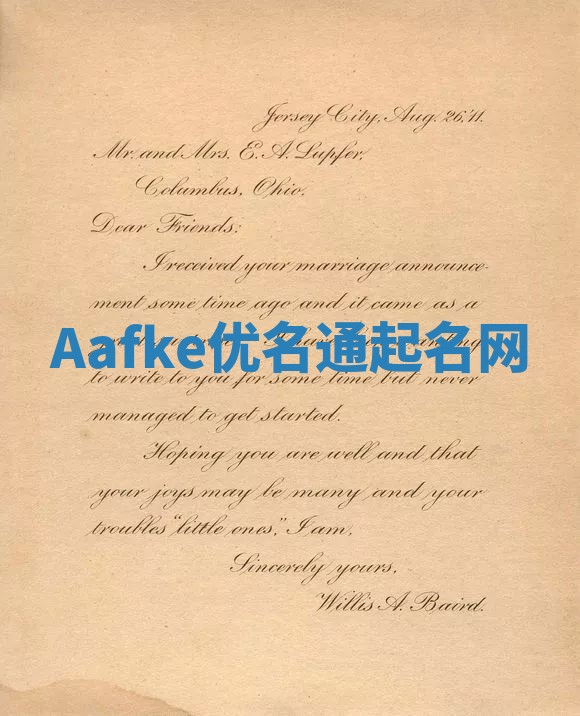 Jersey City, Aug. 26,'11.
Mr. and Mrs. E. A. Lupfer,
Columbus, Ohio.
Dear Friends:
I received your marriage announce-
ment some time ago and it came as a
Aafke优名通起名网
to write to you for some time but never
managed to get started.
Hoping you are well and that
your joys may be many and your
troubles "little ones," I am,
Sincerely yours,
Willis A. Baird.